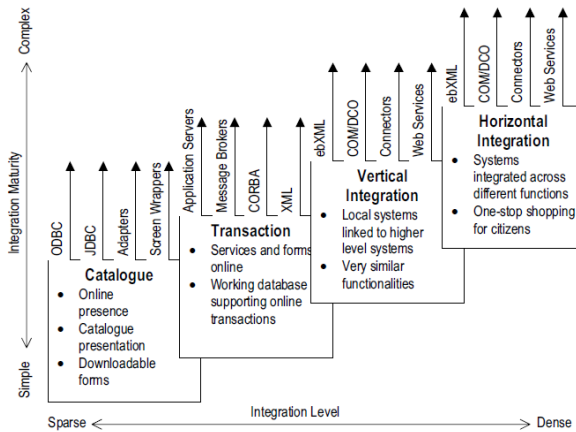 Complex
Integration Maturity
Simple
ODBC
JDBC
Adapters
Screen Wrappers
Catalogue
• Online
presence
• Catalogue
presentation
• Downloadable
forms
Application Servers
Message Brokers
CORBA
XML
Transaction
• Services and forms
online
• Working database
supporting online
transactions
ebXML
COM/DCO
Connectors
Web Services
Vertical
Integration
• Local systems
linked to higher
level systems
• Very similar
functionalities
ebXML
COM/DCO
Connectors
Web Services
Horizontal
Integration
• Systems
integrated across
different functions
• One-stop shopping
for citizens
Sparse
Integration Level
Dense